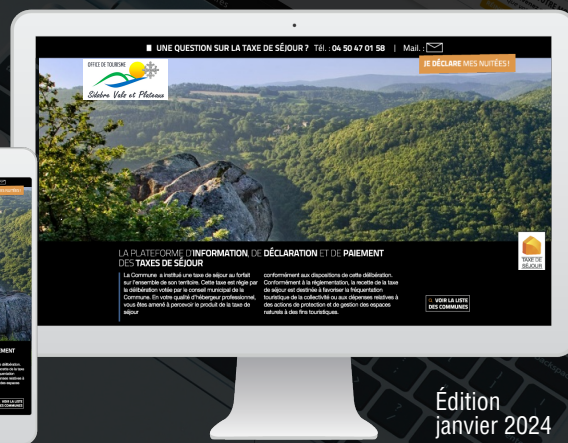 UNE QUESTION SUR LA TAXE DE SÉJOUR ? Tél. : 04 50 47 01 58 | Mail. :
JE DÉCLARE MES NUITÉES !
OFFICE DE TOURISME
Sidobre Vals et Plateaux
LA PLATEFORME D'INFORMATION, DE DÉCLARATION ET DE PAIEMENT
DES TAXES DE SÉJOUR
La Commune a institué une taxe de séjour au forfait
sur l'ensemble de son territoire. Cette taxe est régie par
la délibération votée par le conseil municipal de la
Commune. En votre qualité d'hébergeur professionnel,
vous êtes amené à percevoir le produit de la taxe de
séjour
conformément aux dispositions de cette délibération.
Conformément à la réglementation, la recette de la taxe
de séjour est destinée à favoriser la fréquentation
touristique de la collectivité ou aux dépenses relatives à
des actions de protection et de gestion des espaces
naturels à des fins touristiques.
TAXE DE
SÉJOUR
VOIR LA LISTE
DES COMMUNES
Édition
janvier 2024